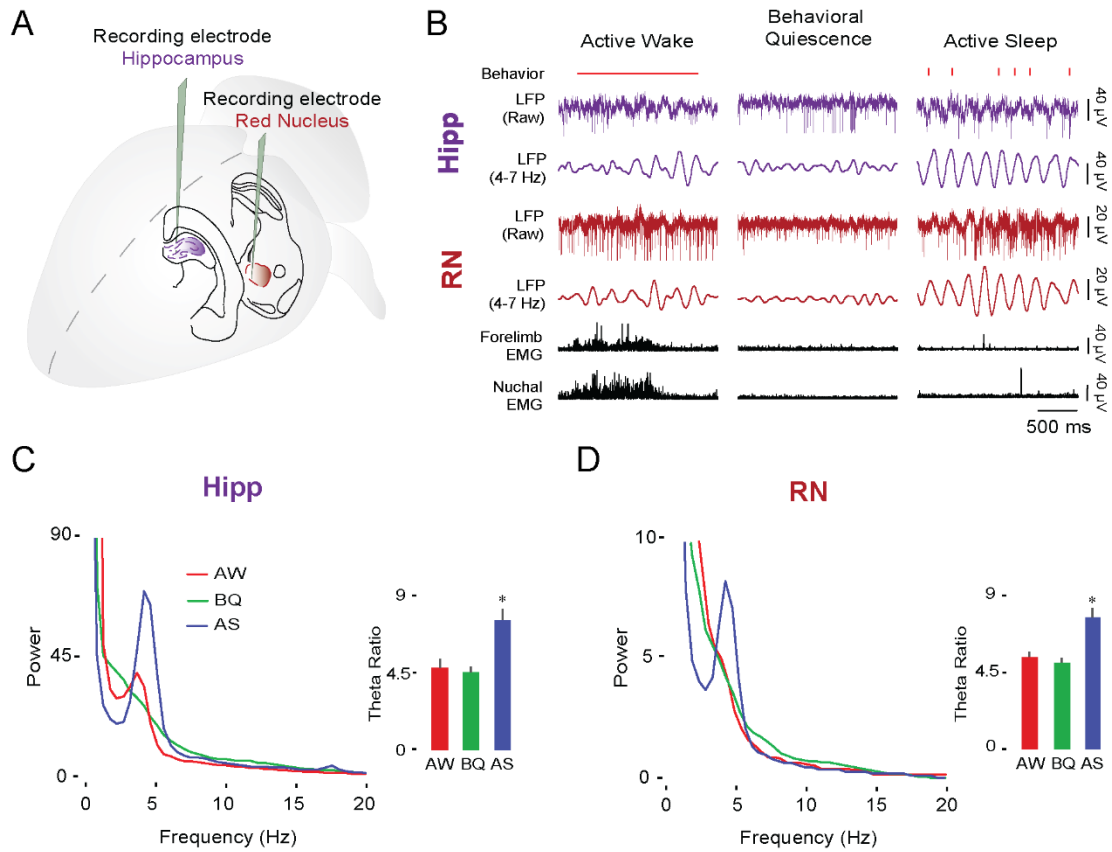 A
Recording electrode
Hippocampus
Recording electrode
Red Nucleus
B
Active Wake
Behavioral
Quiescence
Active Sleep
Behavior
Hipp
LFP
(Raw)
40 µV
LFP
(4-7 Hz)
40 µV
RN
LFP
(Raw)
20 µV
LFP
(4-7 Hz)
20 µV
Forelimb
EMG
40 µV
Nuchal
EMG
40 µV
500 ms
C
Hipp
90
45
0
Power
AW
BQ
AS
0 5 10 15 20
Frequency (Hz)
9
4.5
0
Theta Ratio
*
AW BQ AS
D
RN
10
5
0
Power
0 5 10 15 20
Frequency (Hz)
9
4.5
0
Theta Ratio
*
AW BQ AS